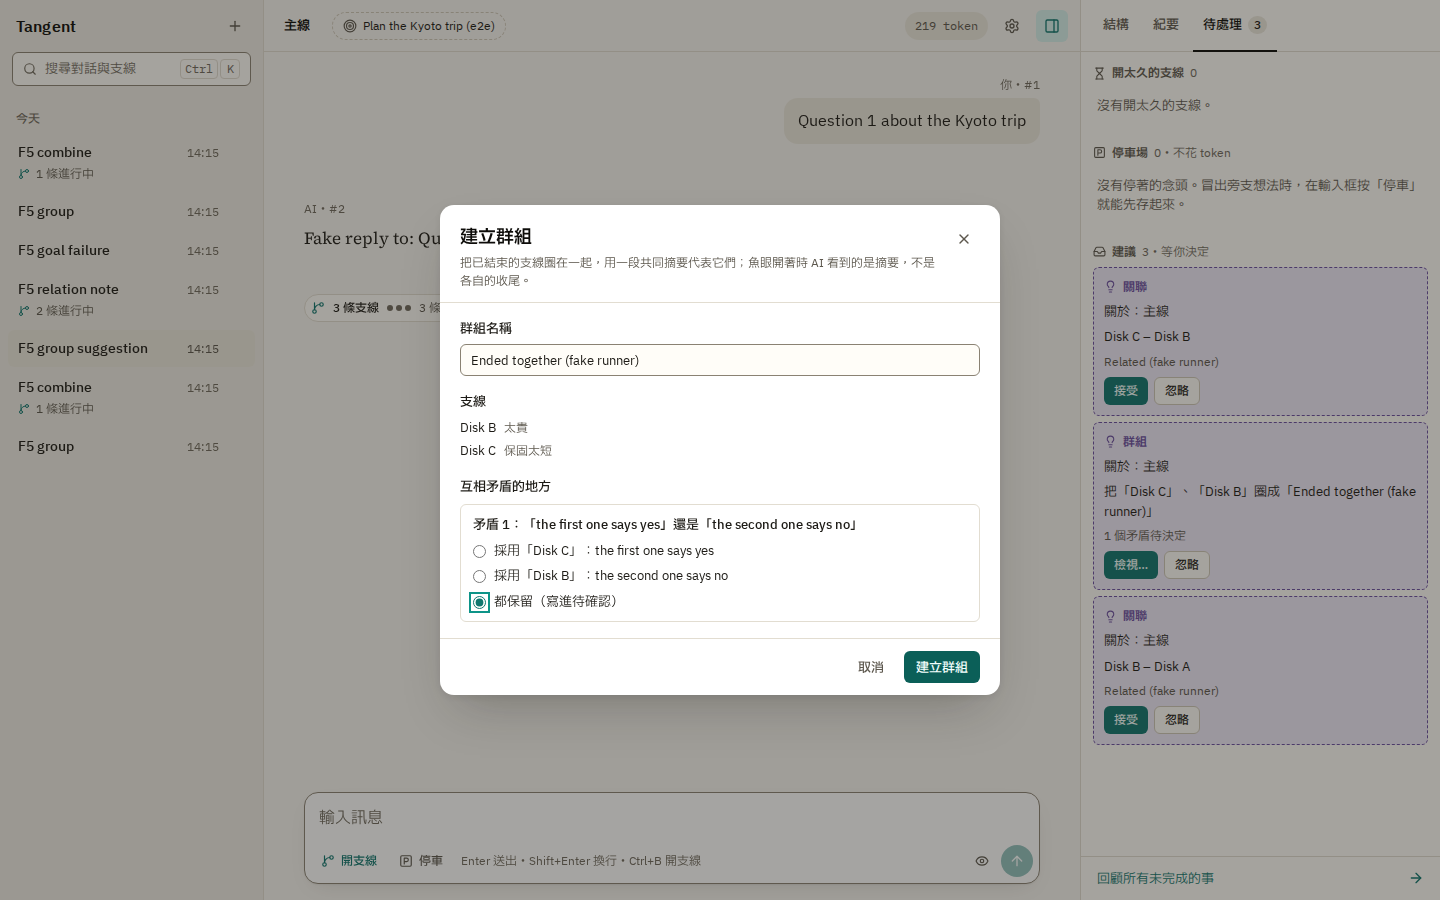 Tangent
搜尋對話與支線 Ctrl K
今天
F5 combine 14:15
1 條進行中
F5 group 14:15
F5 goal failure 14:15
F5 relation note 14:15
2 條進行中
F5 group suggestion 14:15
F5 combine 14:15
1 條進行中
F5 group 14:15
主線 Plan the Kyoto trip (e2e) 219 token
你・#1
Question 1 about the Kyoto trip
AI・#2
Fake reply to: Qu
3 條支線 3 條
建立群組
把已結束的支線圈在一起，用一段共同摘要代表它們；魚眼開著時 AI 看到的是摘要，不是
各自的收尾。
群組名稱
Ended together (fake runner)
支線
Disk B 太貴
Disk C 保固太短
互相矛盾的地方
矛盾 1：「the first one says yes」還是「the second one says no」
採用「Disk C」：the first one says yes
採用「Disk B」：the second one says no
都保留（寫進待確認）
取消 建立群組
輸入訊息
開支線 停車 Enter 送出・Shift+Enter 換行・Ctrl+B 開支線
結構 紀要 待處理 3
開太久的支線 0
沒有開太久的支線。
停車場 0・不花 token
沒有停著的念頭。冒出旁支想法時，在輸入框按「停車」
就能先存起來。
建議 3・等你決定
關聯
關於：主線
Disk C – Disk B
Related (fake runner)
接受 忽略
群組
關於：主線
把「Disk C」、「Disk B」圈成「Ended together (fake
runner)」
1 個矛盾待決定
檢視... 忽略
關聯
關於：主線
Disk B – Disk A
Related (fake runner)
接受 忽略
回顧所有未完成的事